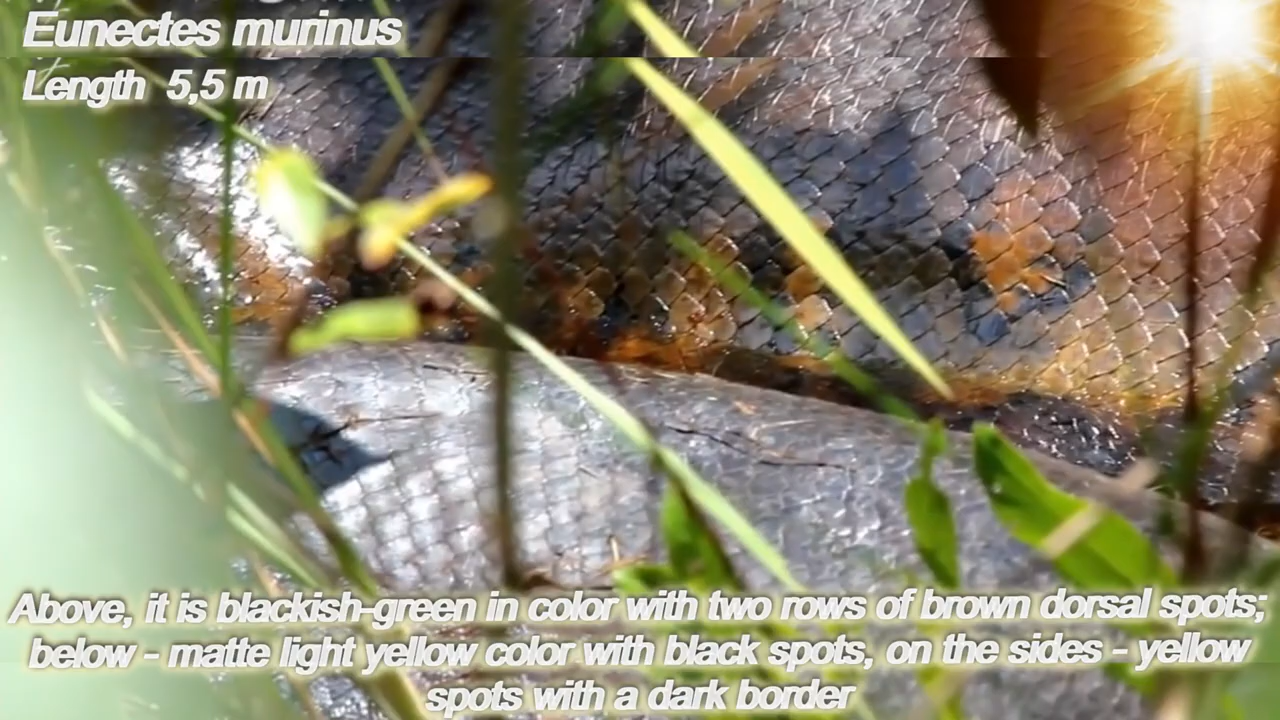 Eunectes murinus
Length 5,5 m
Above, it is blackish-green in color with two rows of brown dorsal spots;
below - matte light yellow color with black spots, on the sides - yellow
spots with a dark border